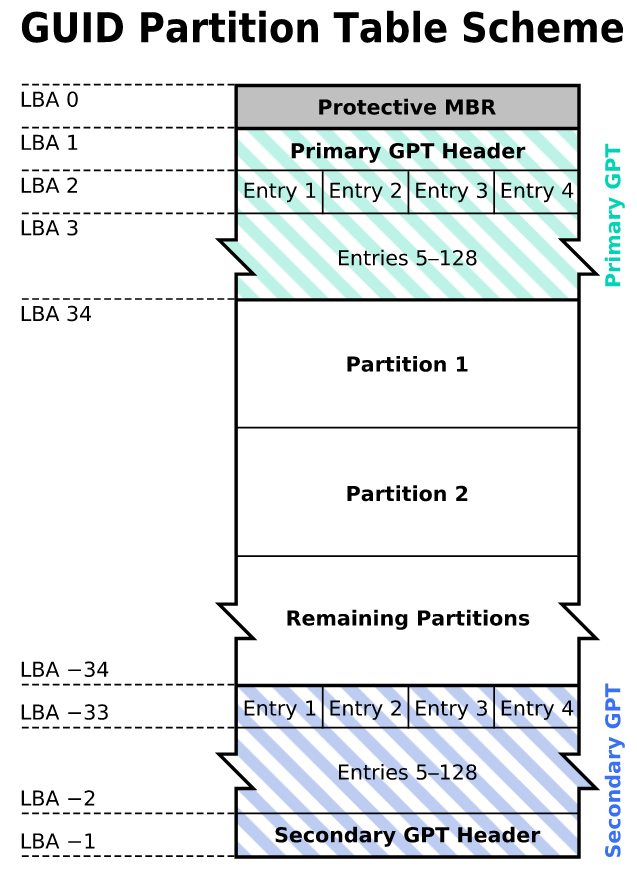 GUID Partition Table Scheme
LBA 0
Protective MBR
LBA 1
Primary GPT Header
LBA 2
Entry 1 Entry 2 Entry 3 Entry 4
LBA 3
Entries 5–128
Primary GPT
LBA 34
Partition 1
Partition 2
Remaining Partitions
LBA −34
LBA −33
Entry 1 Entry 2 Entry 3 Entry 4
Entries 5–128
LBA −2
Secondary GPT Header
LBA −1
Secondary GPT